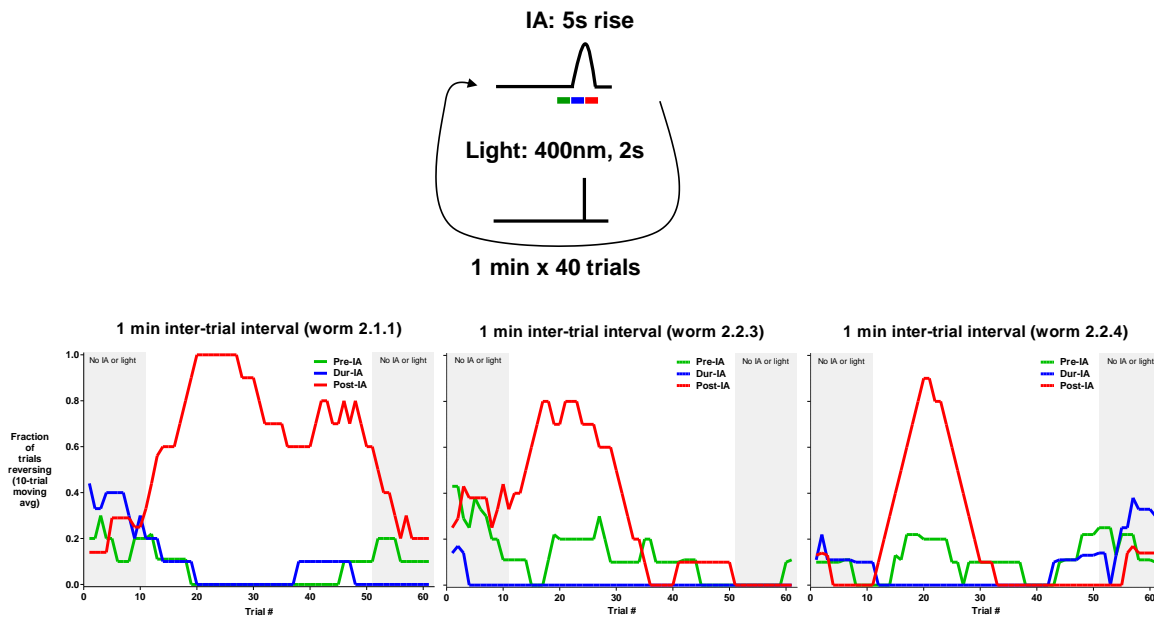 IA: 5s rise
Light: 400nm, 2s
1 min x 40 trials
1 min inter-trial interval (worm 2.1.1)
No IA or light
Pre-IA
Dur-IA
Post-IA
No IA or light
1.0
0.8
0.6
0.4
0.2
0.0
Fraction
of
trials
reversing
(10-trial
moving
avg)
0
10
20
30
40
50
60
Trial #
1 min inter-trial interval (worm 2.2.3)
No IA or light
Pre-IA
Dur-IA
Post-IA
No IA or light
0
10
20
30
40
50
60
Trial #
1 min inter-trial interval (worm 2.2.4)
No IA or light
Pre-IA
Dur-IA
Post-IA
No IA or light
0
10
20
30
40
50
60
Trial #